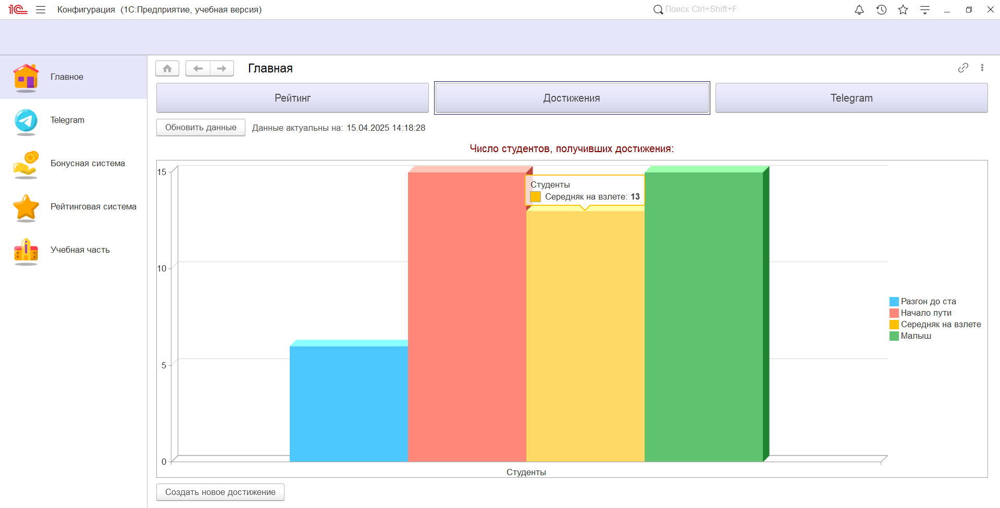 1С Конфигурация (1С:Предприятие, учебная версия) Поиск Ctrl+Shift+F
Главное
Telegram
Бонусная система
Рейтинговая система
Учебная часть
Главная
Рейтинг Достижения Telegram
Обновить данные Данные актуальны на: 15.04.2025 14:18:28
Число студентов, получивших достижения:
15
10
5
0
Студенты
Середняк на взлете: 13
Разгон до ста
Начало пути
Середняк на взлете
Малыш
Студенты
Создать новое достижение